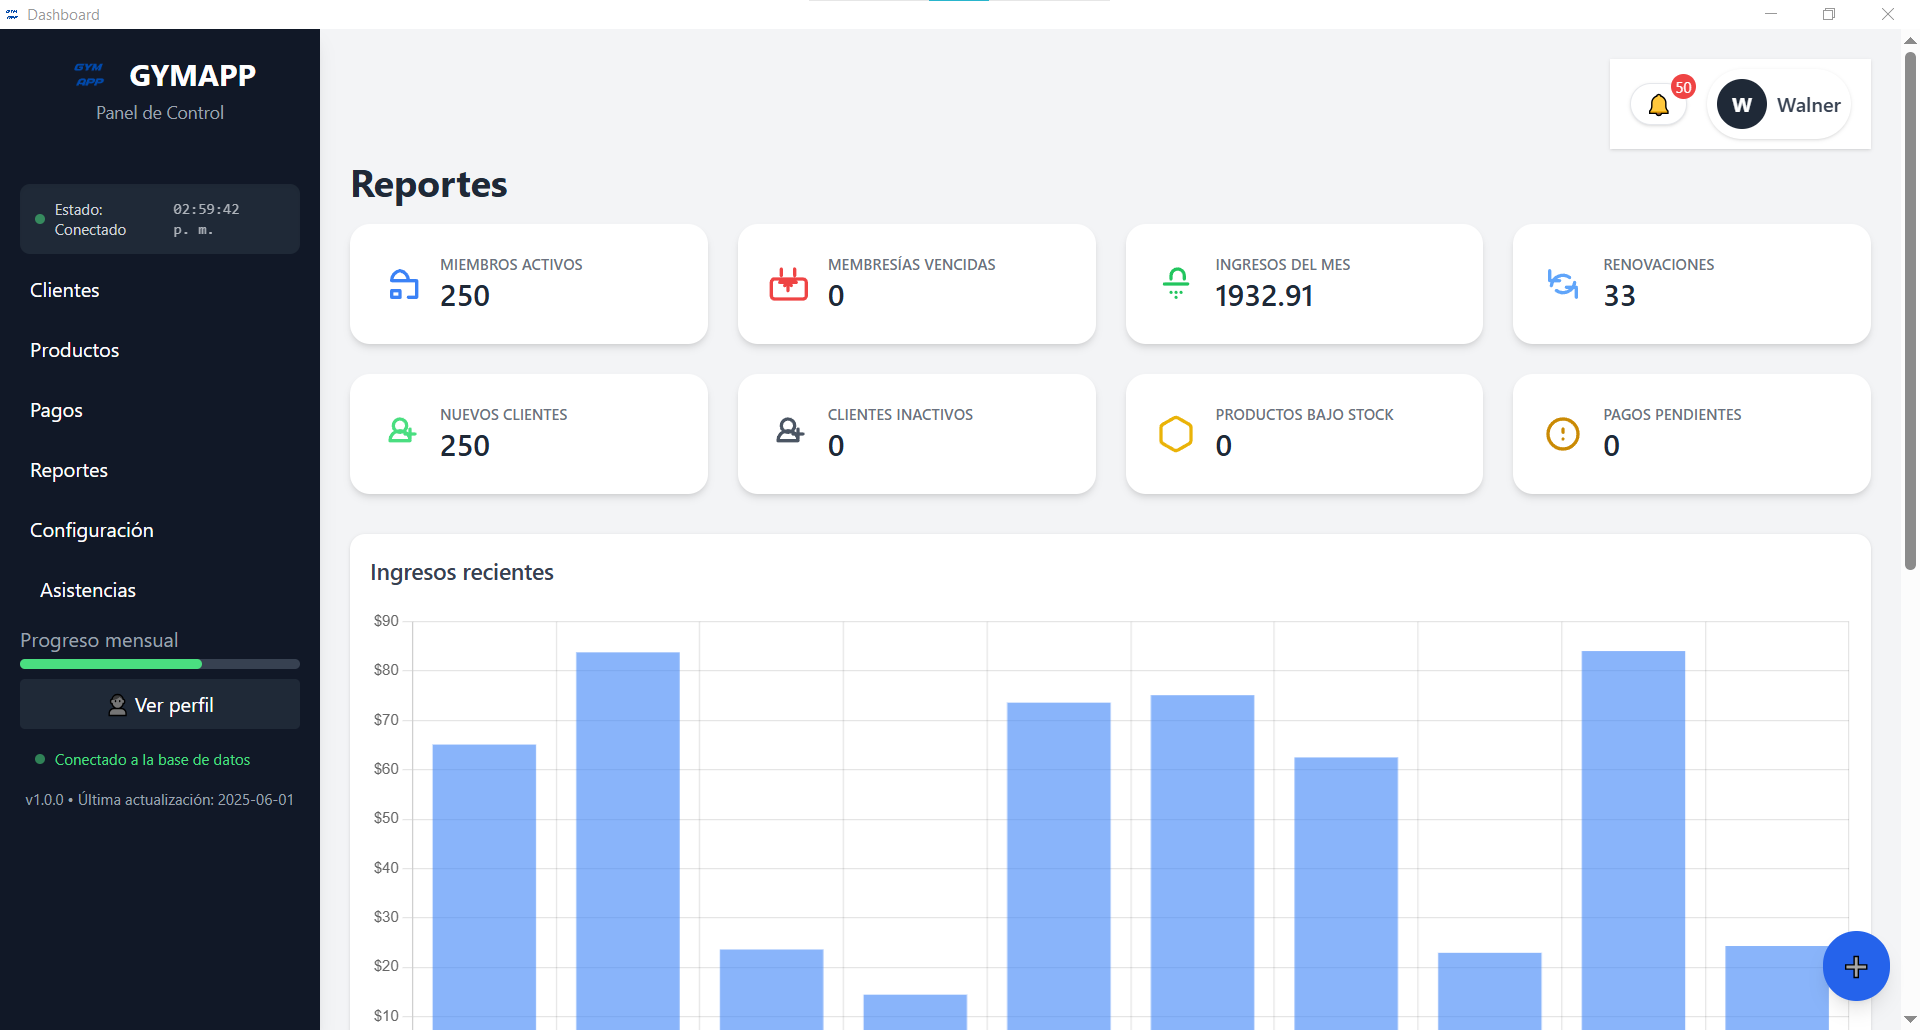 Dashboard
GYM
APP
GYMAPP
Panel de Control
Estado:
Conectado
02:59:42
p. m.
Clientes
Productos
Pagos
Reportes
Configuración
Asistencias
Progreso mensual
Ver perfil
Conectado a la base de datos
v1.0.0 • Última actualización: 2025-06-01
50
W
Walner
Reportes
MIEMBROS ACTIVOS
250
MEMBRESÍAS VENCIDAS
0
INGRESOS DEL MES
1932.91
RENOVACIONES
33
NUEVOS CLIENTES
250
CLIENTES INACTIVOS
0
PRODUCTOS BAJO STOCK
0
PAGOS PENDIENTES
0
Ingresos recientes
$90
$80
$70
$60
$50
$40
$30
$20
$10